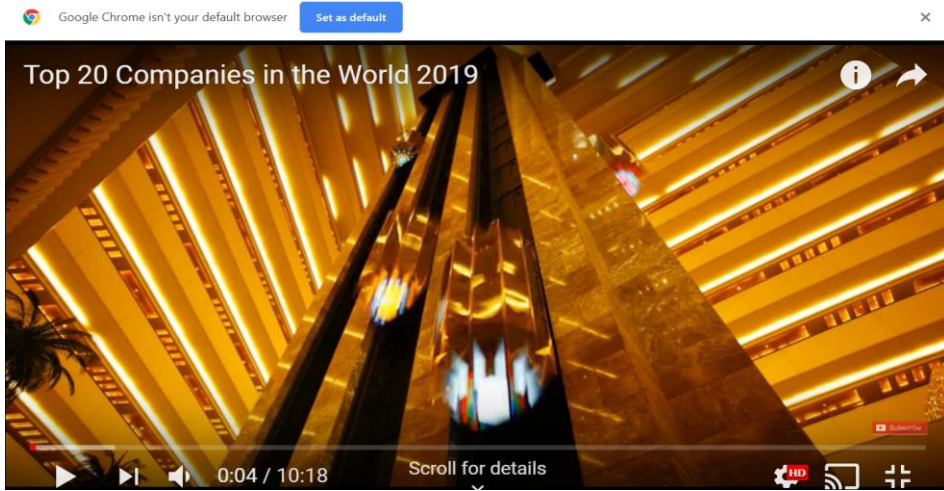 Google Chrome isn't your default browser Set as default
Top 20 Companies in the World 2019
Subscribe
0:04 / 10:18 Scroll for details HD